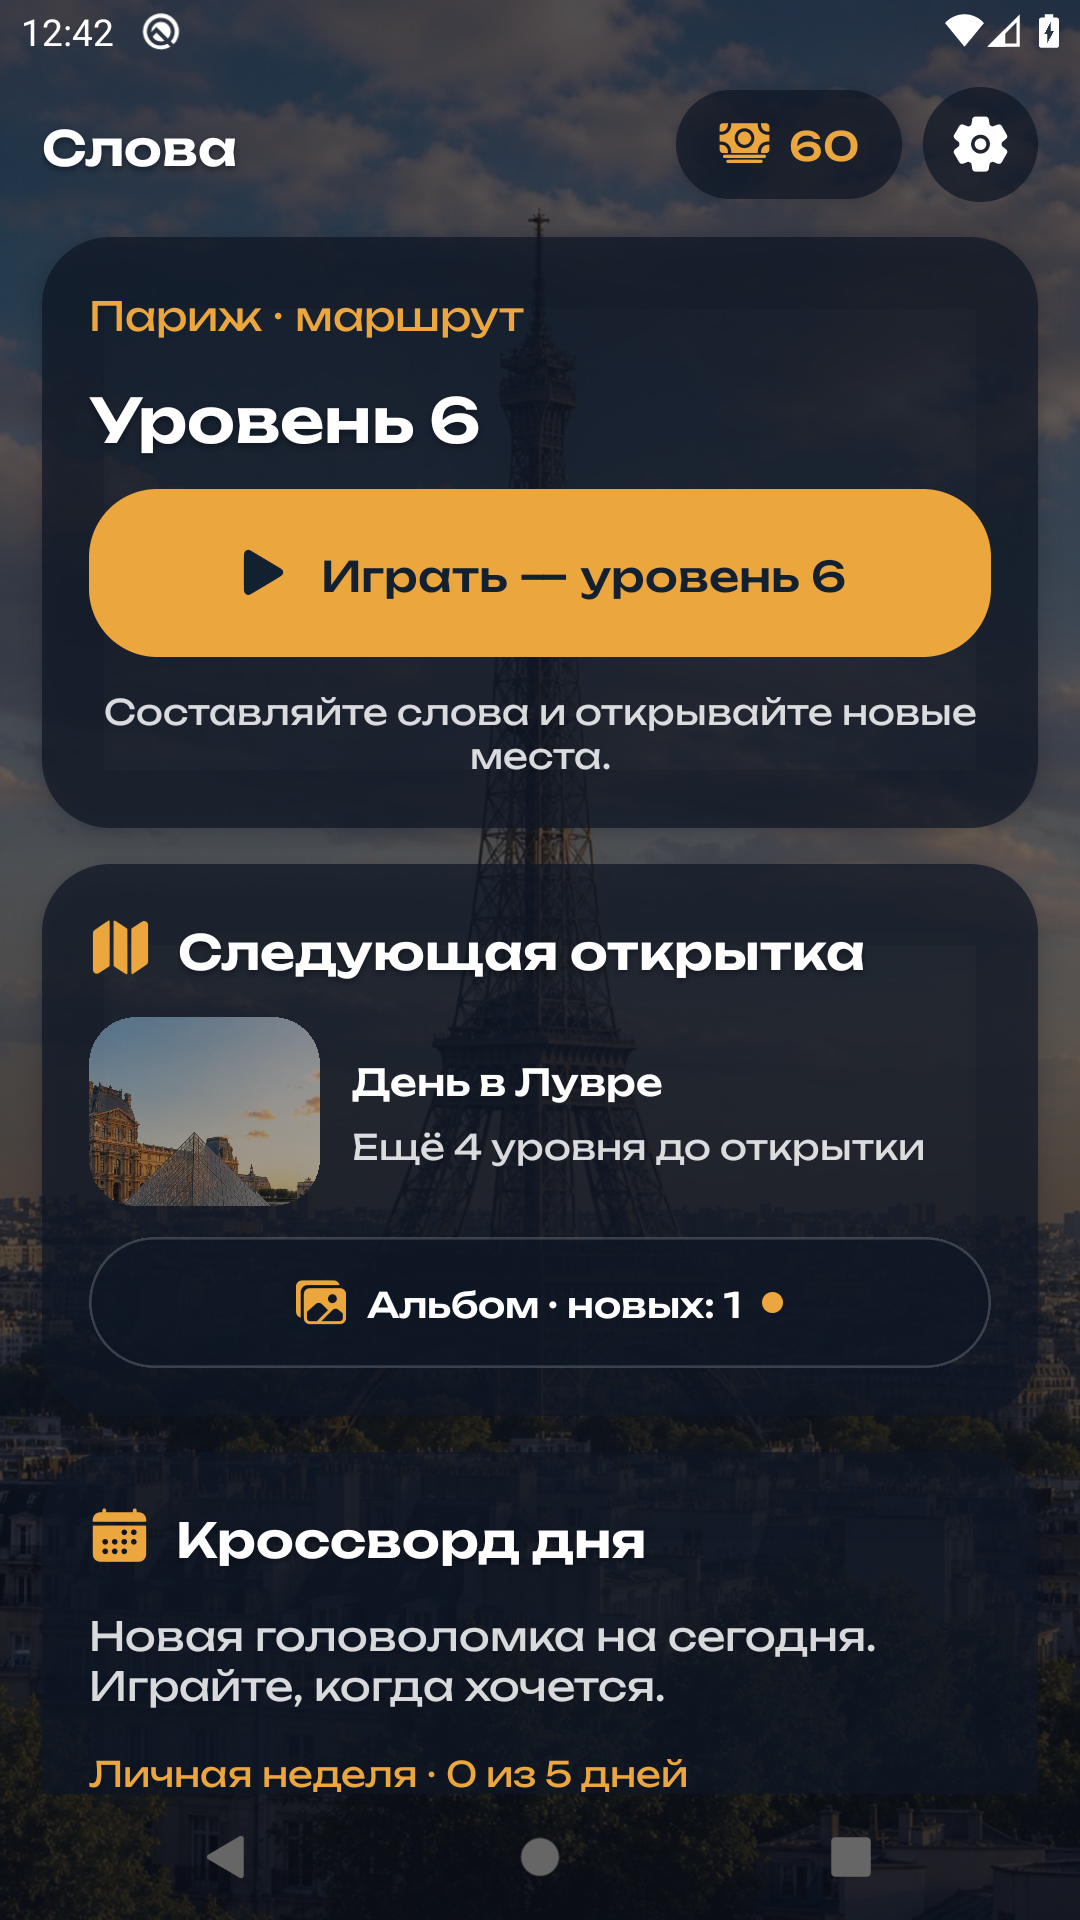 12:42
Слова
60
Париж · маршрут
Уровень 6
Играть — уровень 6
Составляйте слова и открывайте новые
места.
Следующая открытка
День в Лувре
Ещё 4 уровня до открытки
Альбом · новых: 1
Кроссворд дня
Новая головоломка на сегодня.
Играйте, когда хочется.
Личная неделя · 0 из 5 дней